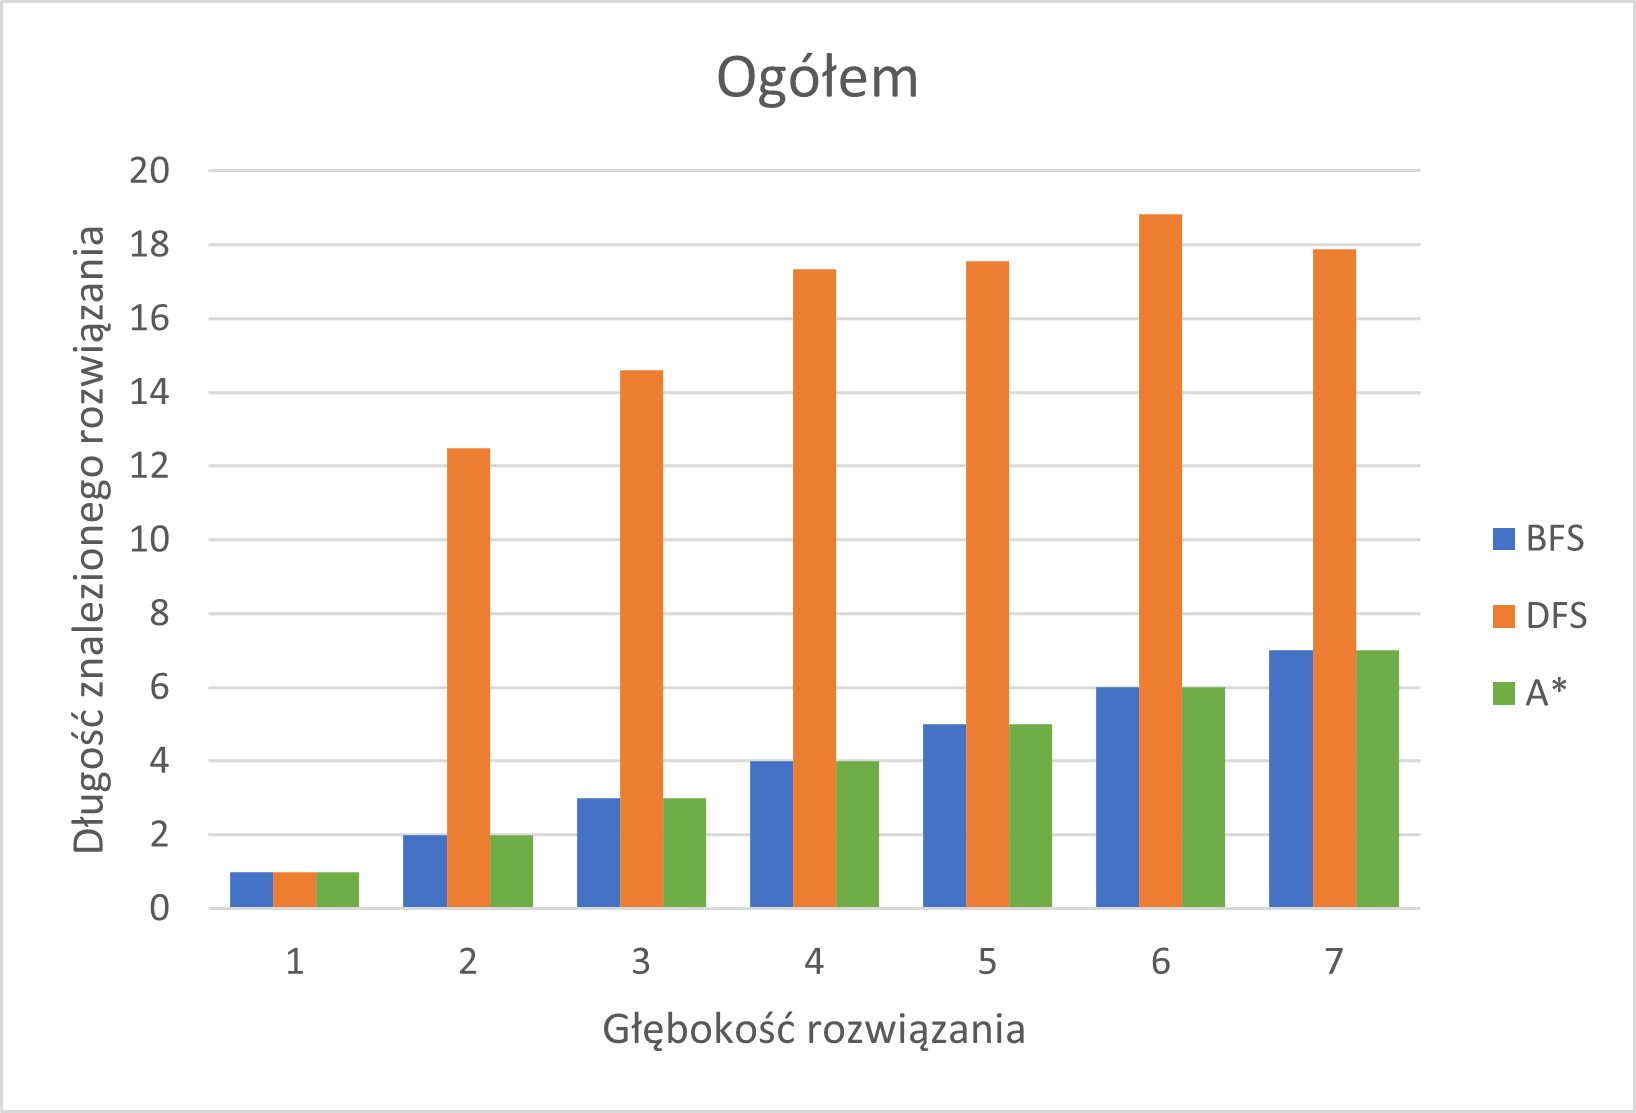 Ogółem
Długość znalezionego rozwiązania
20
18
16
14
12
10
8
6
4
2
0
1 2 3 4 5 6 7
Głębokość rozwiązania
BFS
DFS
A*